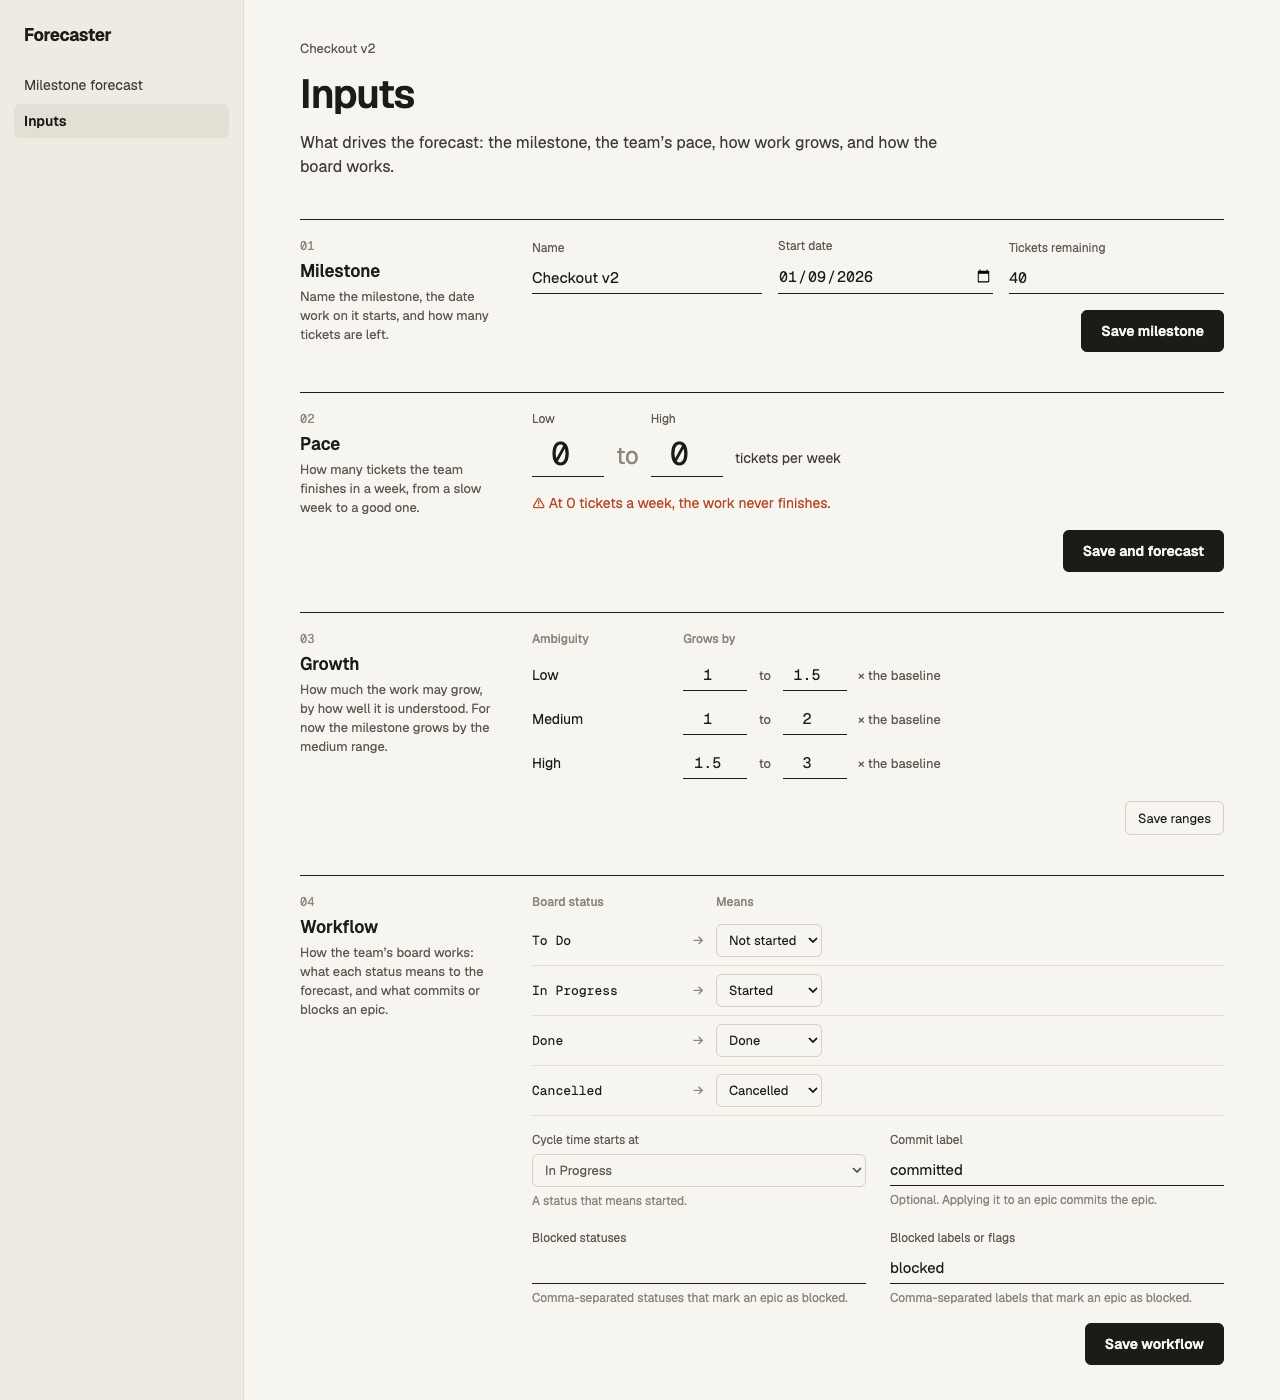 Forecaster
Milestone forecast
Inputs
Checkout v2
Inputs
What drives the forecast: the milestone, the team’s pace, how work grows, and how the
board works.
01
Milestone
Name the milestone, the date
work on it starts, and how many
tickets are left.
Name
Start date
Tickets remaining
Checkout v2
01/09/2026
40
Save milestone
02
Pace
How many tickets the team
finishes in a week, from a slow
week to a good one.
Low
High
0 to 0 tickets per week
⚠ At 0 tickets a week, the work never finishes.
Save and forecast
03
Growth
How much the work may grow,
by how well it is understood. For
now the milestone grows by the
medium range.
Ambiguity
Grows by
Low 1 to 1.5 × the baseline
Medium 1 to 2 × the baseline
High 1.5 to 3 × the baseline
Save ranges
04
Workflow
How the team’s board works:
what each status means to the
forecast, and what commits or
blocks an epic.
Board status
Means
To Do → Not started
In Progress → Started
Done → Done
Cancelled → Cancelled
Cycle time starts at
In Progress
A status that means started.
Commit label
committed
Optional. Applying it to an epic commits the epic.
Blocked statuses
Comma-separated statuses that mark an epic as blocked.
Blocked labels or flags
blocked
Comma-separated labels that mark an epic as blocked.
Save workflow